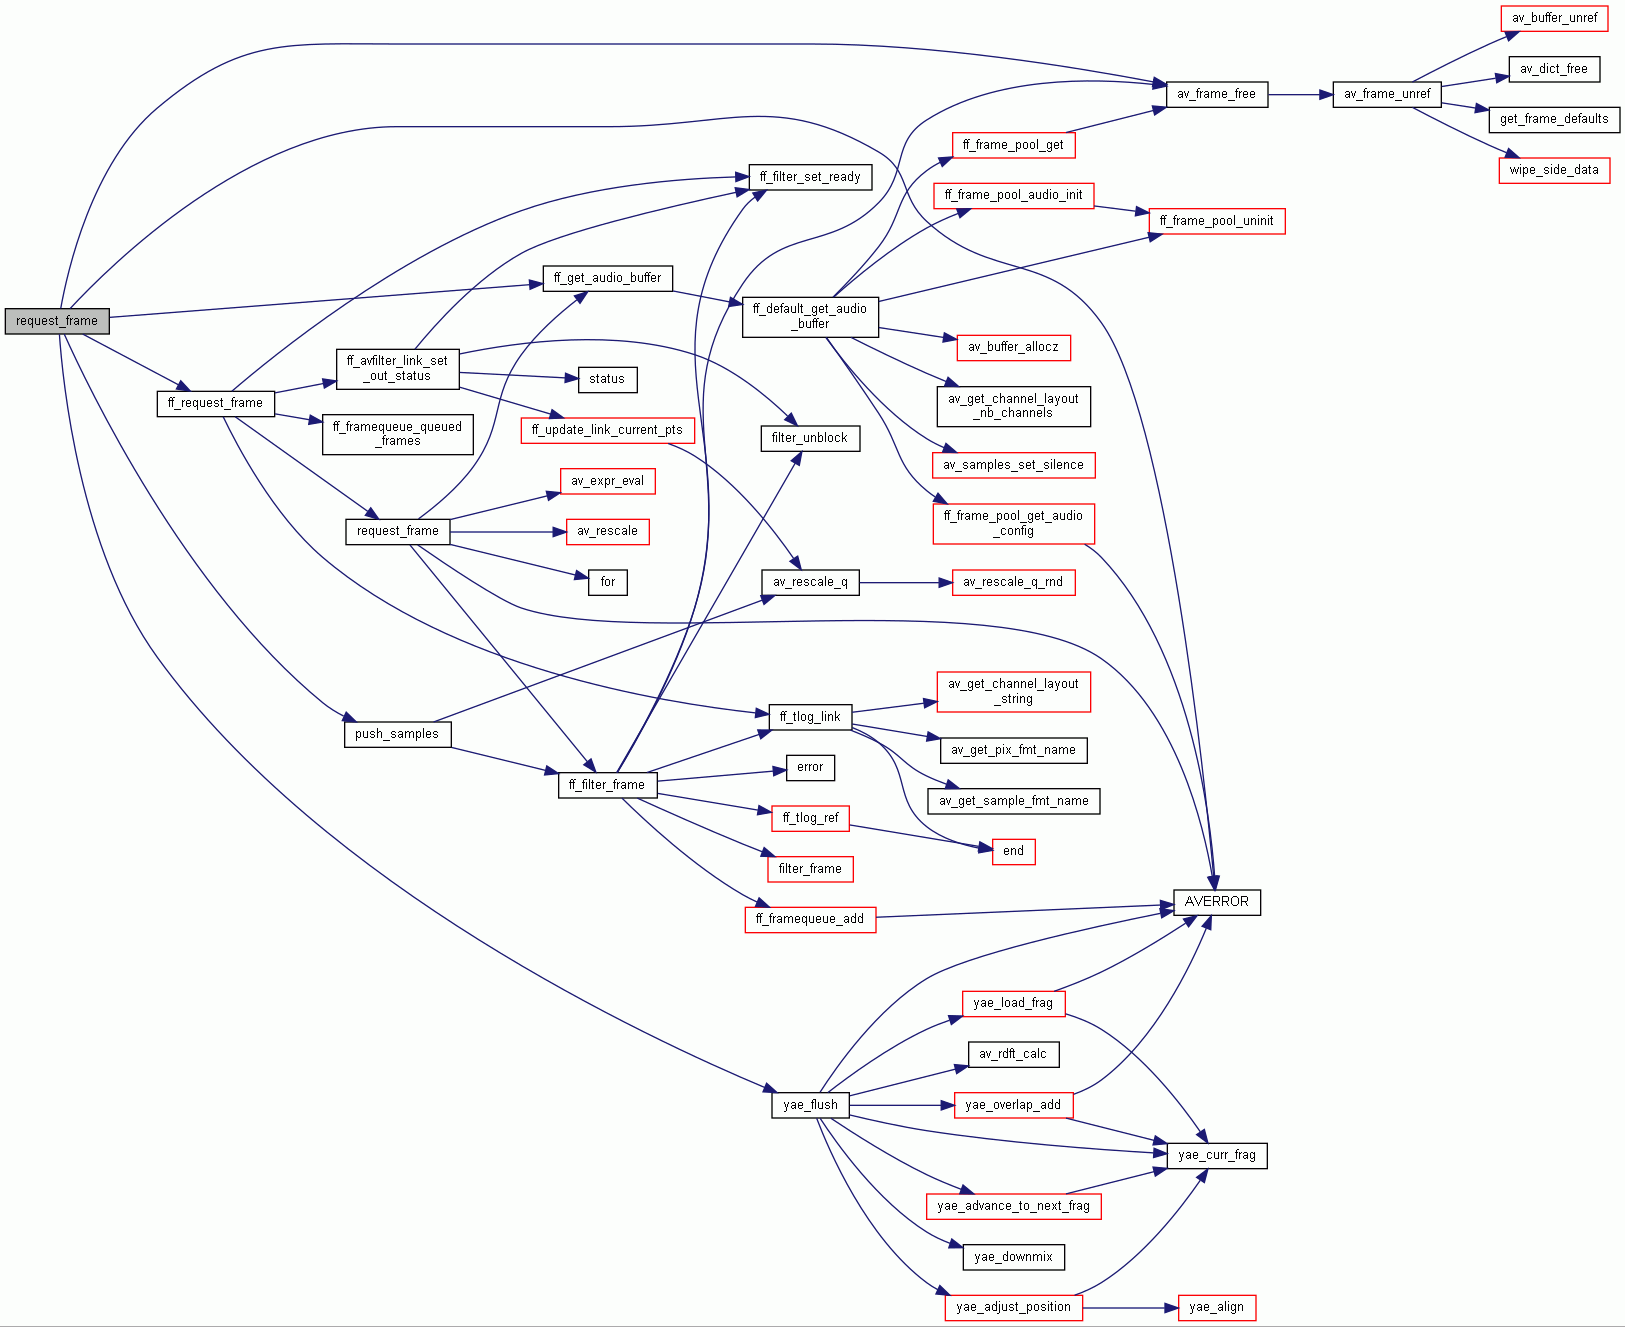 av_buffer_unref
av_dict_free
av_frame_free
av_frame_unref
get_frame_defaults
ff_frame_pool_get
wipe_side_data
ff_filter_set_ready
ff_frame_pool_audio_init
ff_frame_pool_uninit
ff_get_audio_buffer
request_frame
ff_default_get_audio
_buffer
av_buffer_allocz
ff_avfilter_link_set
_out_status
status
ff_request_frame
av_get_channel_layout
_nb_channels
ff_framequeue_queued
_frames
ff_update_link_current_pts
filter_unblock
av_samples_set_silence
av_expr_eval
request_frame
av_rescale
ff_frame_pool_get_audio
_config
for
av_rescale_q
av_rescale_q_rnd
av_get_channel_layout
_string
ff_tlog_link
push_samples
av_get_pix_fmt_name
error
ff_filter_frame
av_get_sample_fmt_name
ff_tlog_ref
end
filter_frame
ff_framequeue_add
AVERROR
yae_load_frag
av_rdft_calc
yae_flush
yae_overlap_add
yae_curr_frag
yae_advance_to_next_frag
yae_downmix
yae_adjust_position
yae_align